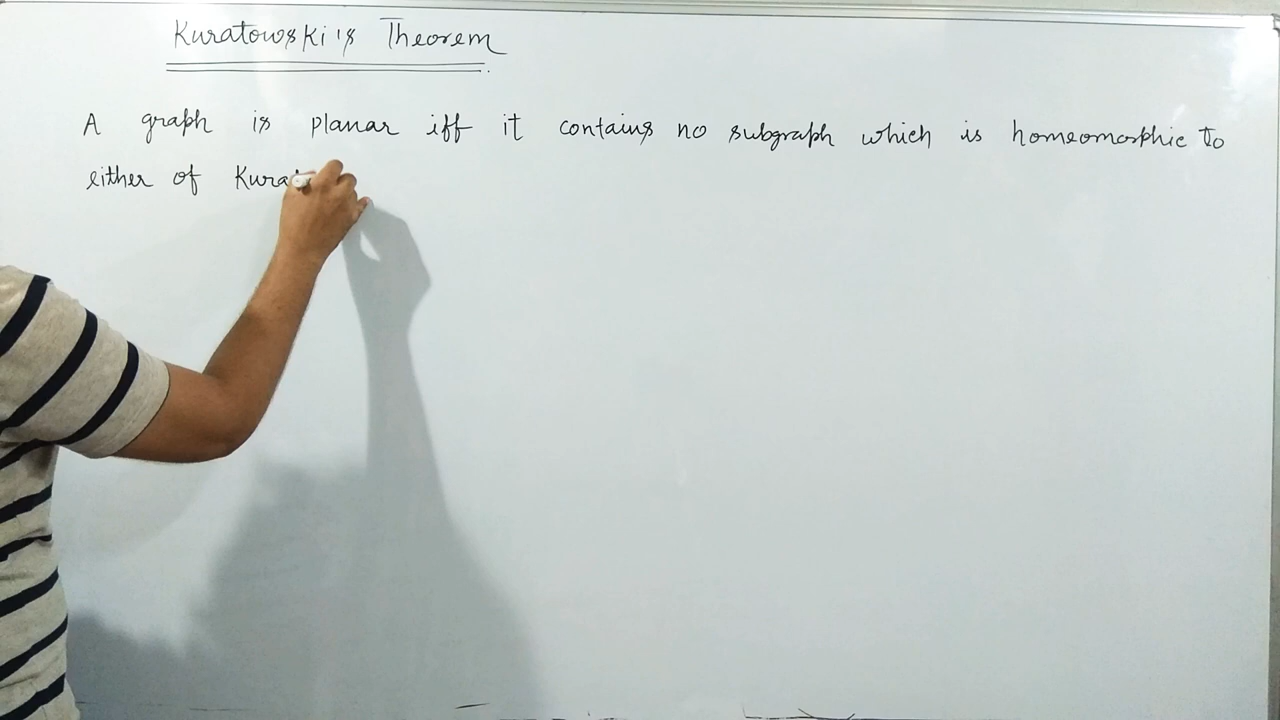 Kuratowski's Theorem
A graph is planar iff it contains no subgraph which is homeomorphic to
either of